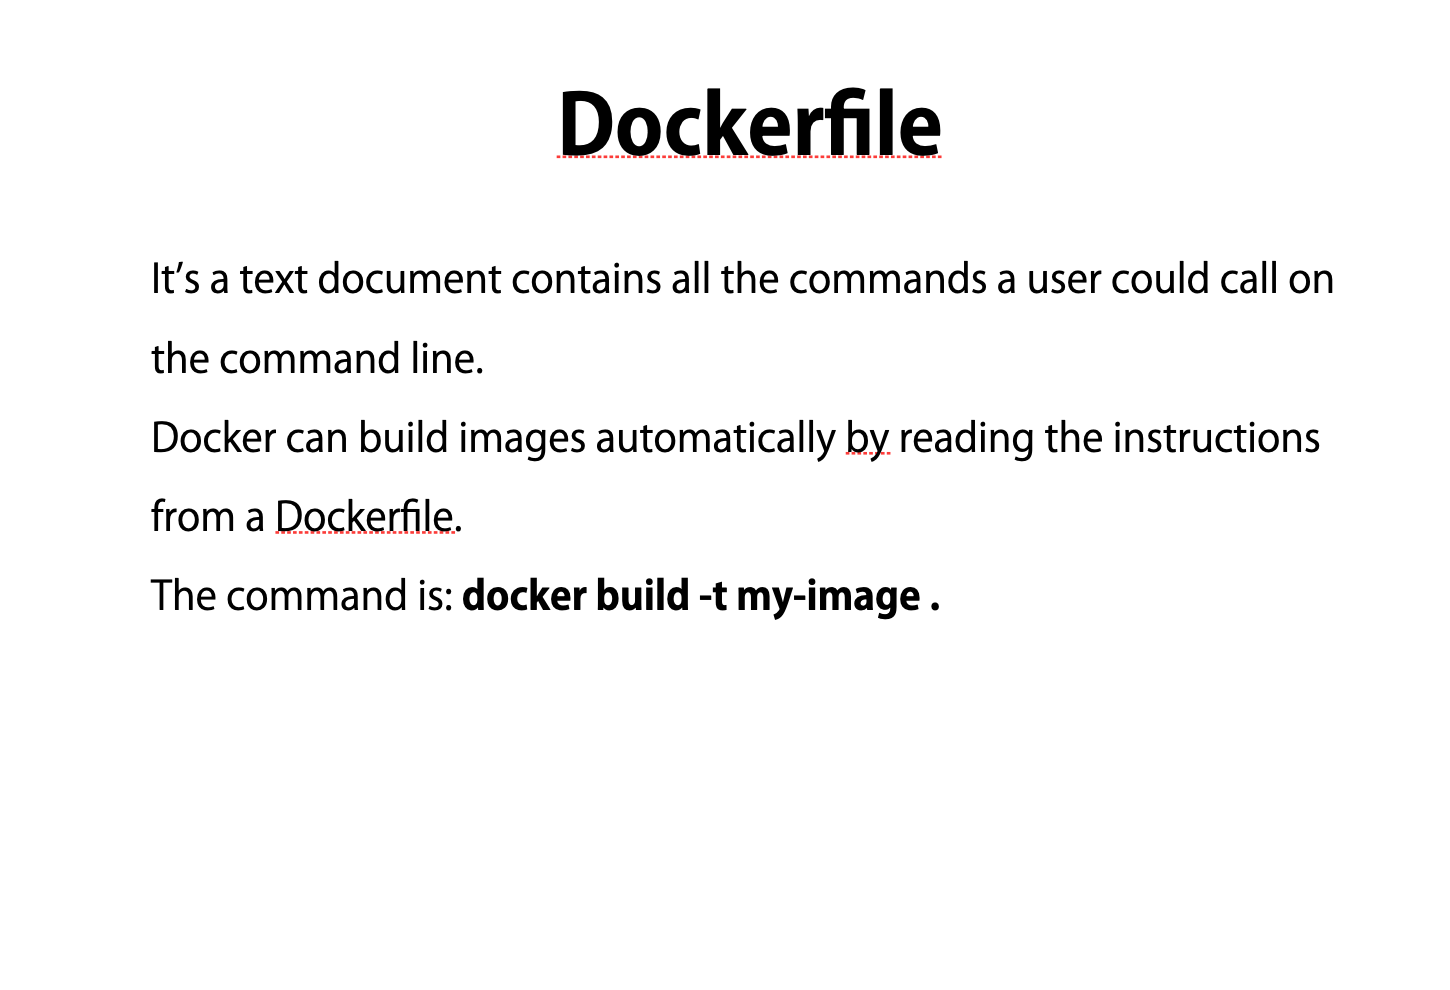 Dockerfile
It’s a text document contains all the commands a user could call on
the command line.
Docker can build images automatically by reading the instructions
from a Dockerfile.
The command is: docker build -t my-image .